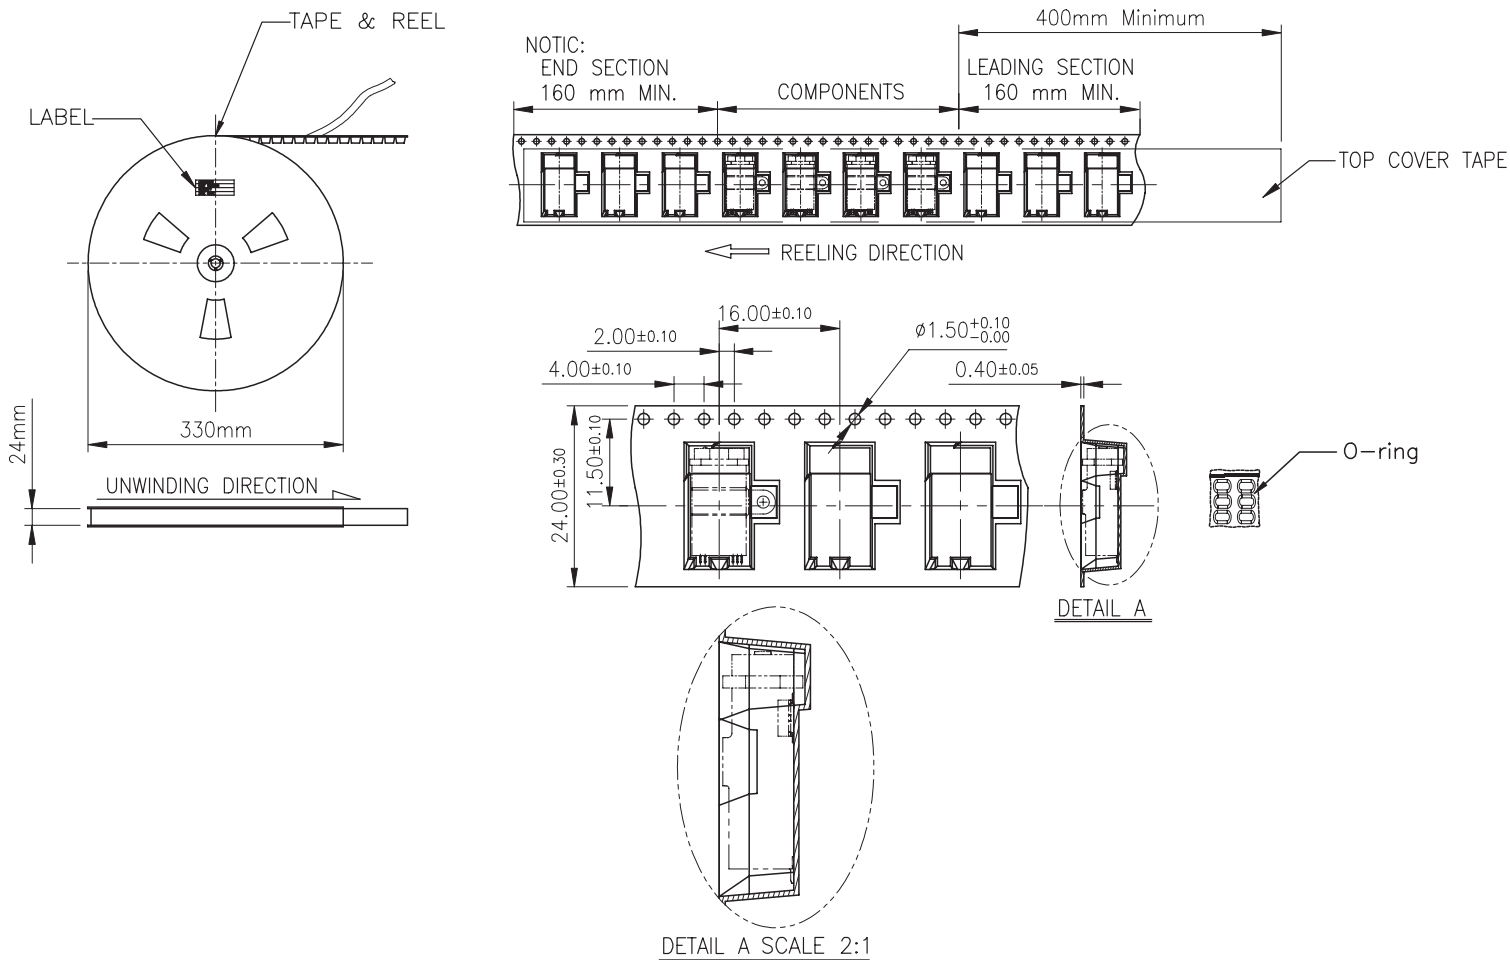 TAPE & REEL
LABEL
330mm
24mm
UNWINDING DIRECTION
NOTIC:
END SECTION
160 mm MIN.
COMPONENTS
400mm Minimum
LEADING SECTION
160 mm MIN.
TOP COVER TAPE
REELING DIRECTION
16.00±0.10
2.00±0.10
4.00±0.10
ø1.50+0.10
-0.00
0.40±0.05
24.00±0.30
11.50±0.10
O-ring
DETAIL A
DETAIL A SCALE 2:1